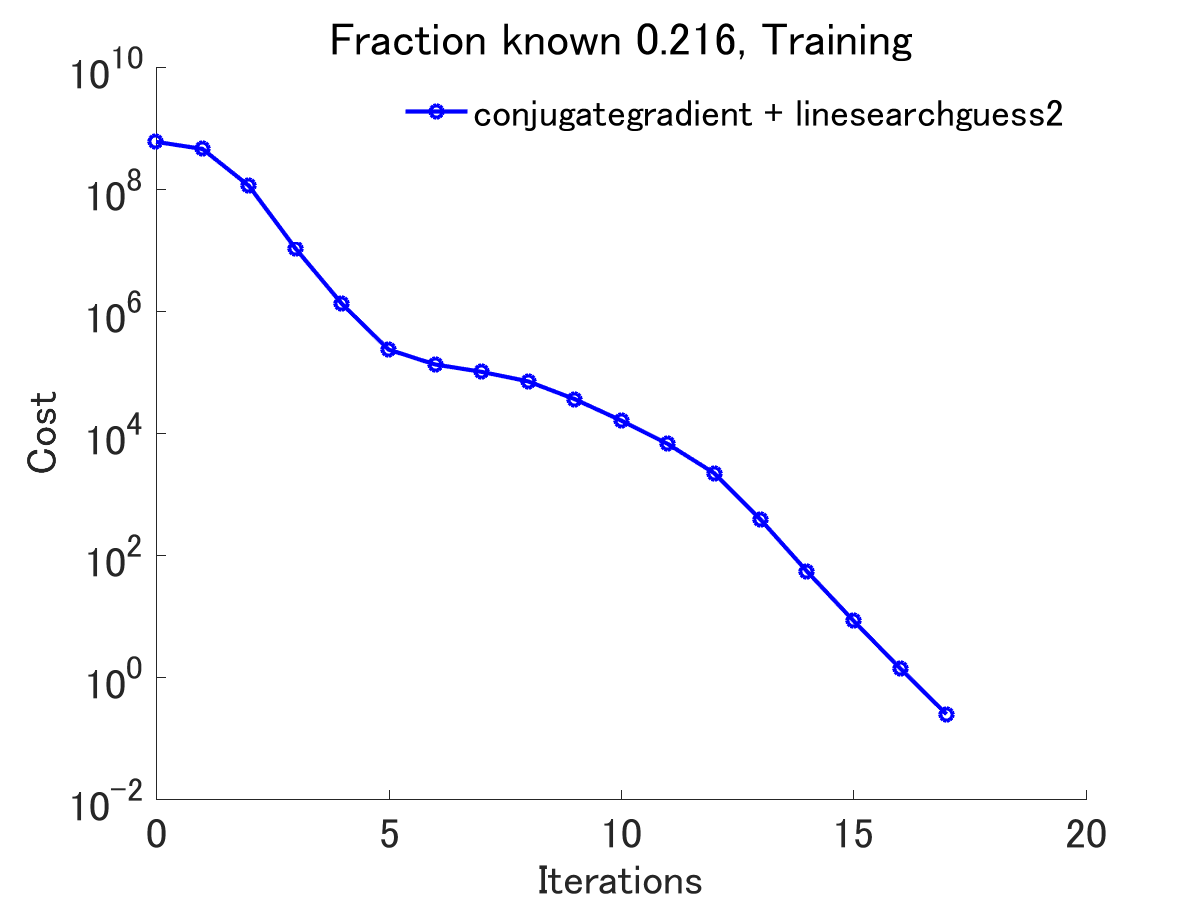 Fraction known 0.216, Training
conjugategradient + linesearchguess2
10^10
10^8
10^6
10^4
10^2
10^0
10^-2
Cost
0 5 10 15 20
Iterations